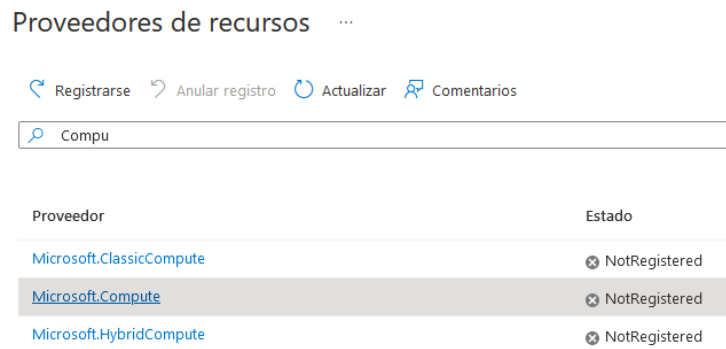 Proveedores de recursos ...
Registrarse Anular registro Actualizar Comentarios
Compu
Proveedor Estado
Microsoft.ClassicCompute NotRegistered
Microsoft.Compute NotRegistered
Microsoft.HybridCompute NotRegistered